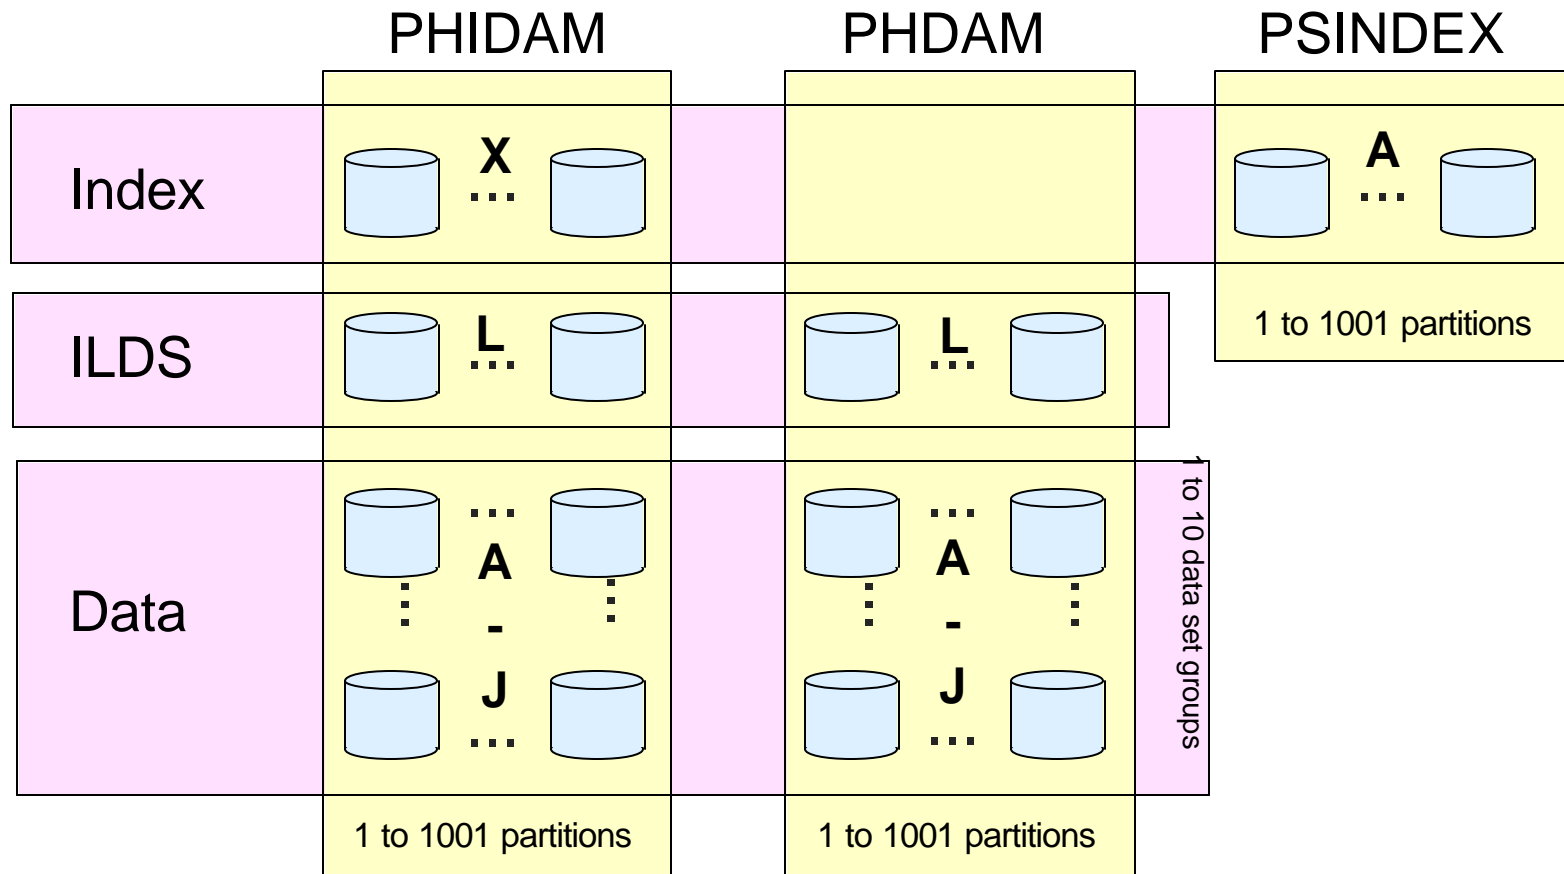 PHIDAM PHDAM PSINDEX
Index X ... A ...
ILDS L ... L ...
1 to 1001 partitions
Data
... ...
A A
- -
J J
... ...
1 to 10 data set groups
1 to 1001 partitions 1 to 1001 partitions